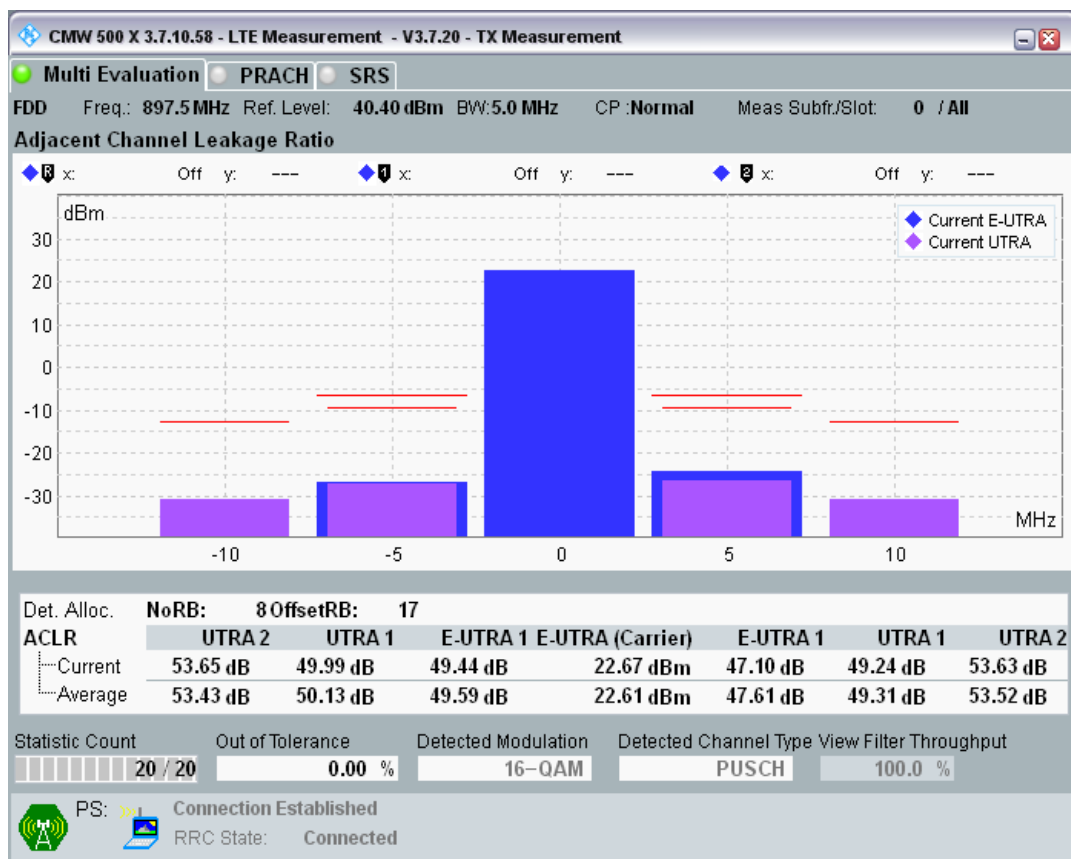 CMW 500 X 3.7.10.58 - LTE Measurement - V3.7.20 - TX Measurement
Multi Evaluation PRACH SRS
FDD Freq.: 897.5 MHz Ref. Level: 40.40 dBm BW:5.0 MHz CP :Normal Meas Subfr./Slot: 0 / All
Adjacent Channel Leakage Ratio
R x: Off y: --- 1 x: Off y: --- 2 x: Off y: ---
dBm
Current E-UTRA
Current UTRA
30
20
10
0
-10
-20
-30
MHz
-10 -5 0 5 10
Det. Alloc. NoRB: 8 OffsetRB: 17
ACLR UTRA 2 UTRA 1 E-UTRA 1 E-UTRA (Carrier) E-UTRA 1 UTRA 1 UTRA 2
Current 53.65 dB 49.99 dB 49.44 dB 22.67 dBm 47.10 dB 49.24 dB 53.63 dB
Average 53.43 dB 50.13 dB 49.59 dB 22.61 dBm 47.61 dB 49.31 dB 53.52 dB
Statistic Count Out of Tolerance Detected Modulation Detected Channel Type View Filter Throughput
20 / 20 0.00 % 16-QAM PUSCH 100.0 %
PS: Connection Established
RRC State: Connected